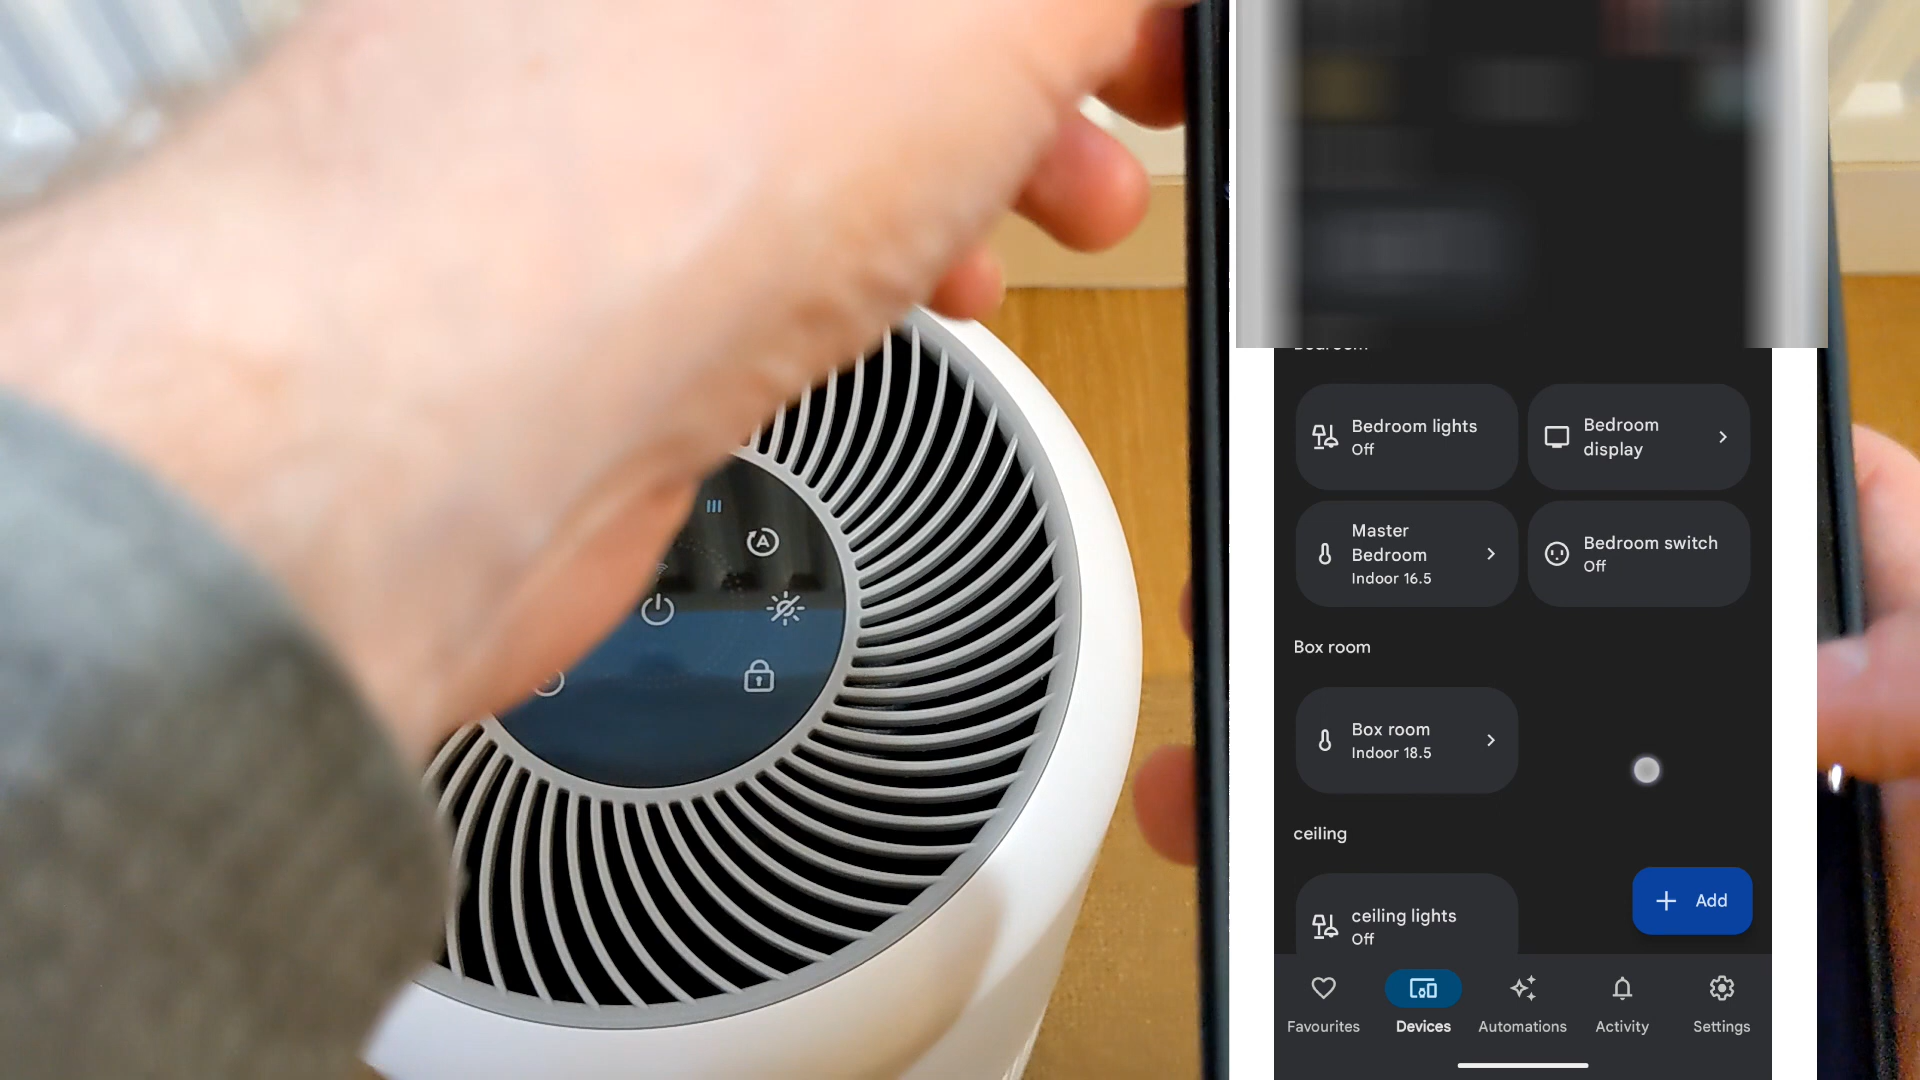 Bedroom
Bedroom lights
Off
Bedroom
display
Master
Bedroom
Indoor 16.5
Bedroom switch
Off
Box room
Box room
Indoor 18.5
ceiling
ceiling lights
Off
Add
Favourites
Devices
Automations
Activity
Settings
A